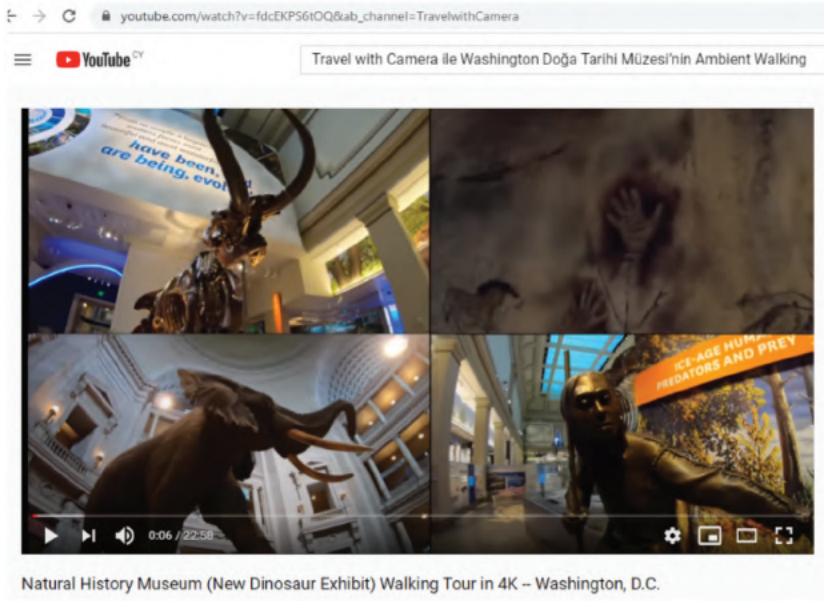 youtube.com/watch?v=fdcEKPS6tOQ&ab_channel=TravelwithCamera
YouTube CY
Travel with Camera ile Washington Doğa Tarihi Müzesi'nin Ambient Walking
have been,
are being, evol
ICE-AGE HUMA
PREDATORS AND PREY
0:06 / 22:58
Natural History Museum (New Dinosaur Exhibit) Walking Tour in 4K -- Washington, D.C.